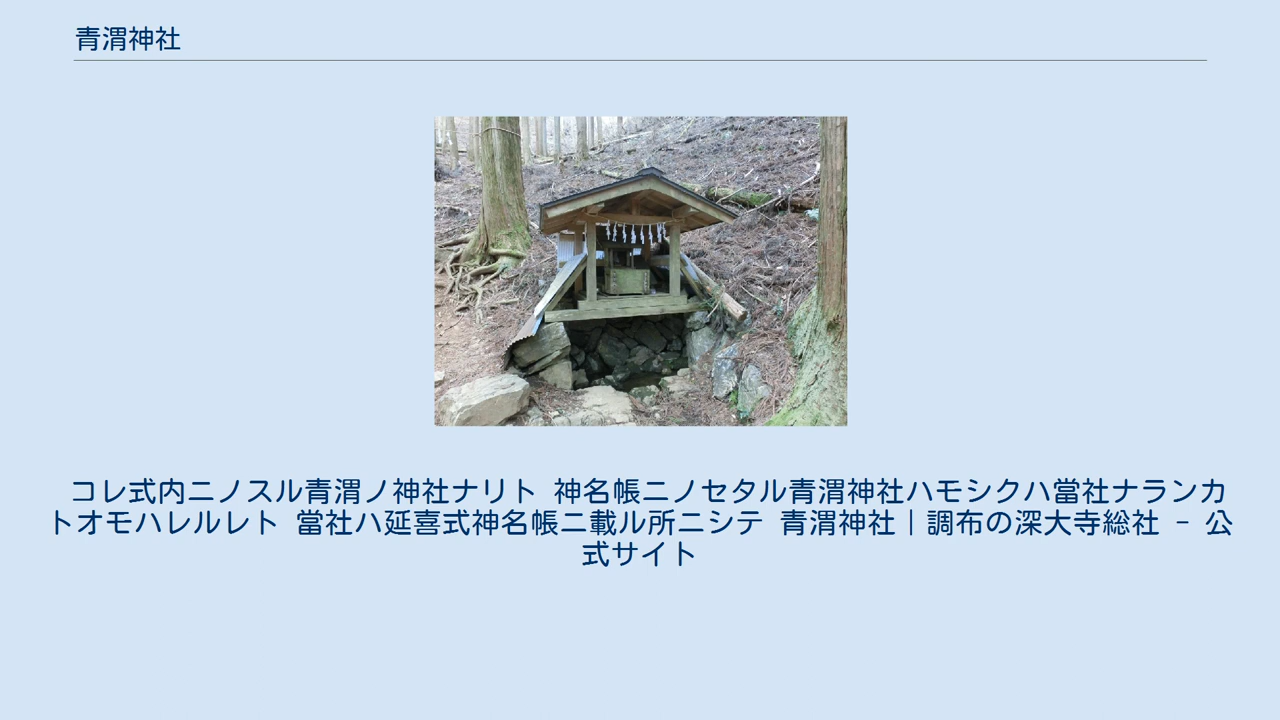 青渭神社
コレ式内ニノスル青渭ノ神社ナリト 神名帳ニノセタル青渭神社ハモシクハ當社ナランカ
トオモハレルレト 當社ハ延喜式神名帳ニ載ル所ニシテ 青渭神社｜調布の深大寺総社 - 公
式サイト